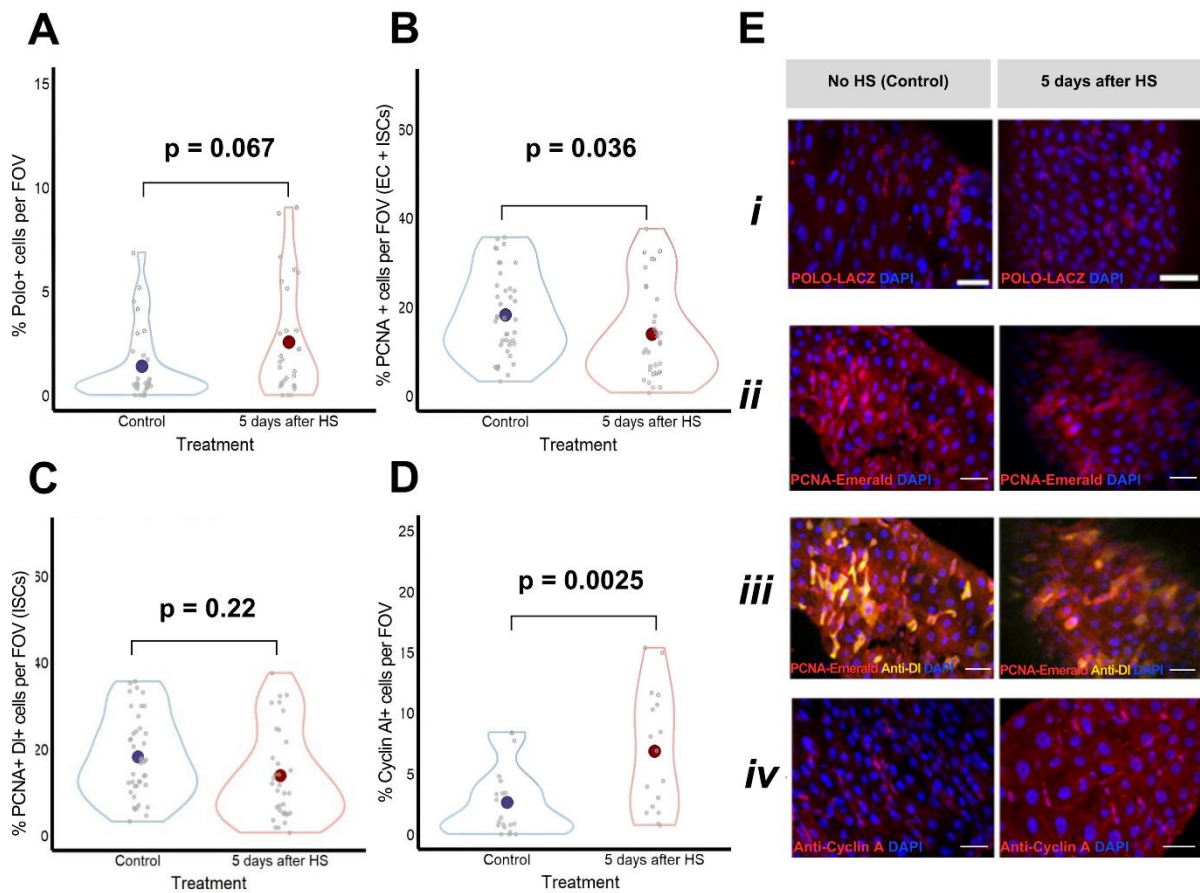 A
% Polo+ cells per FOV
15
10
5
0
p = 0.067
Control
5 days after HS
Treatment
B
% PCNA + cells per FOV (EC + ISCs)
60
40
20
0
p = 0.036
Control
5 days after HS
Treatment
C
% PCNA+ Dl+ cells per FOV (ISCs)
60
40
20
0
p = 0.22
Control
5 days after HS
Treatment
D
% Cyclin Al+ cells per FOV
25
20
15
10
5
0
p = 0.0025
Control
5 days after HS
Treatment
E
No HS (Control)
5 days after HS
i
POLO-LACZ DAPI
POLO-LACZ DAPI
ii
PCNA-Emerald DAPI
PCNA-Emerald DAPI
iii
PCNA-Emerald Anti-Dl DAPI
PCNA-Emerald Anti-Dl DAPI
iv
Anti-Cyclin A DAPI
Anti-Cyclin A DAPI